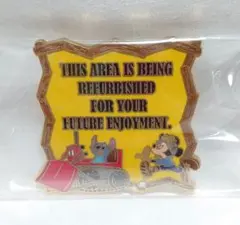 THIS AREA IS BEING
REFURBISHED
FOR YOUR
FUTURE ENJOYMENT.